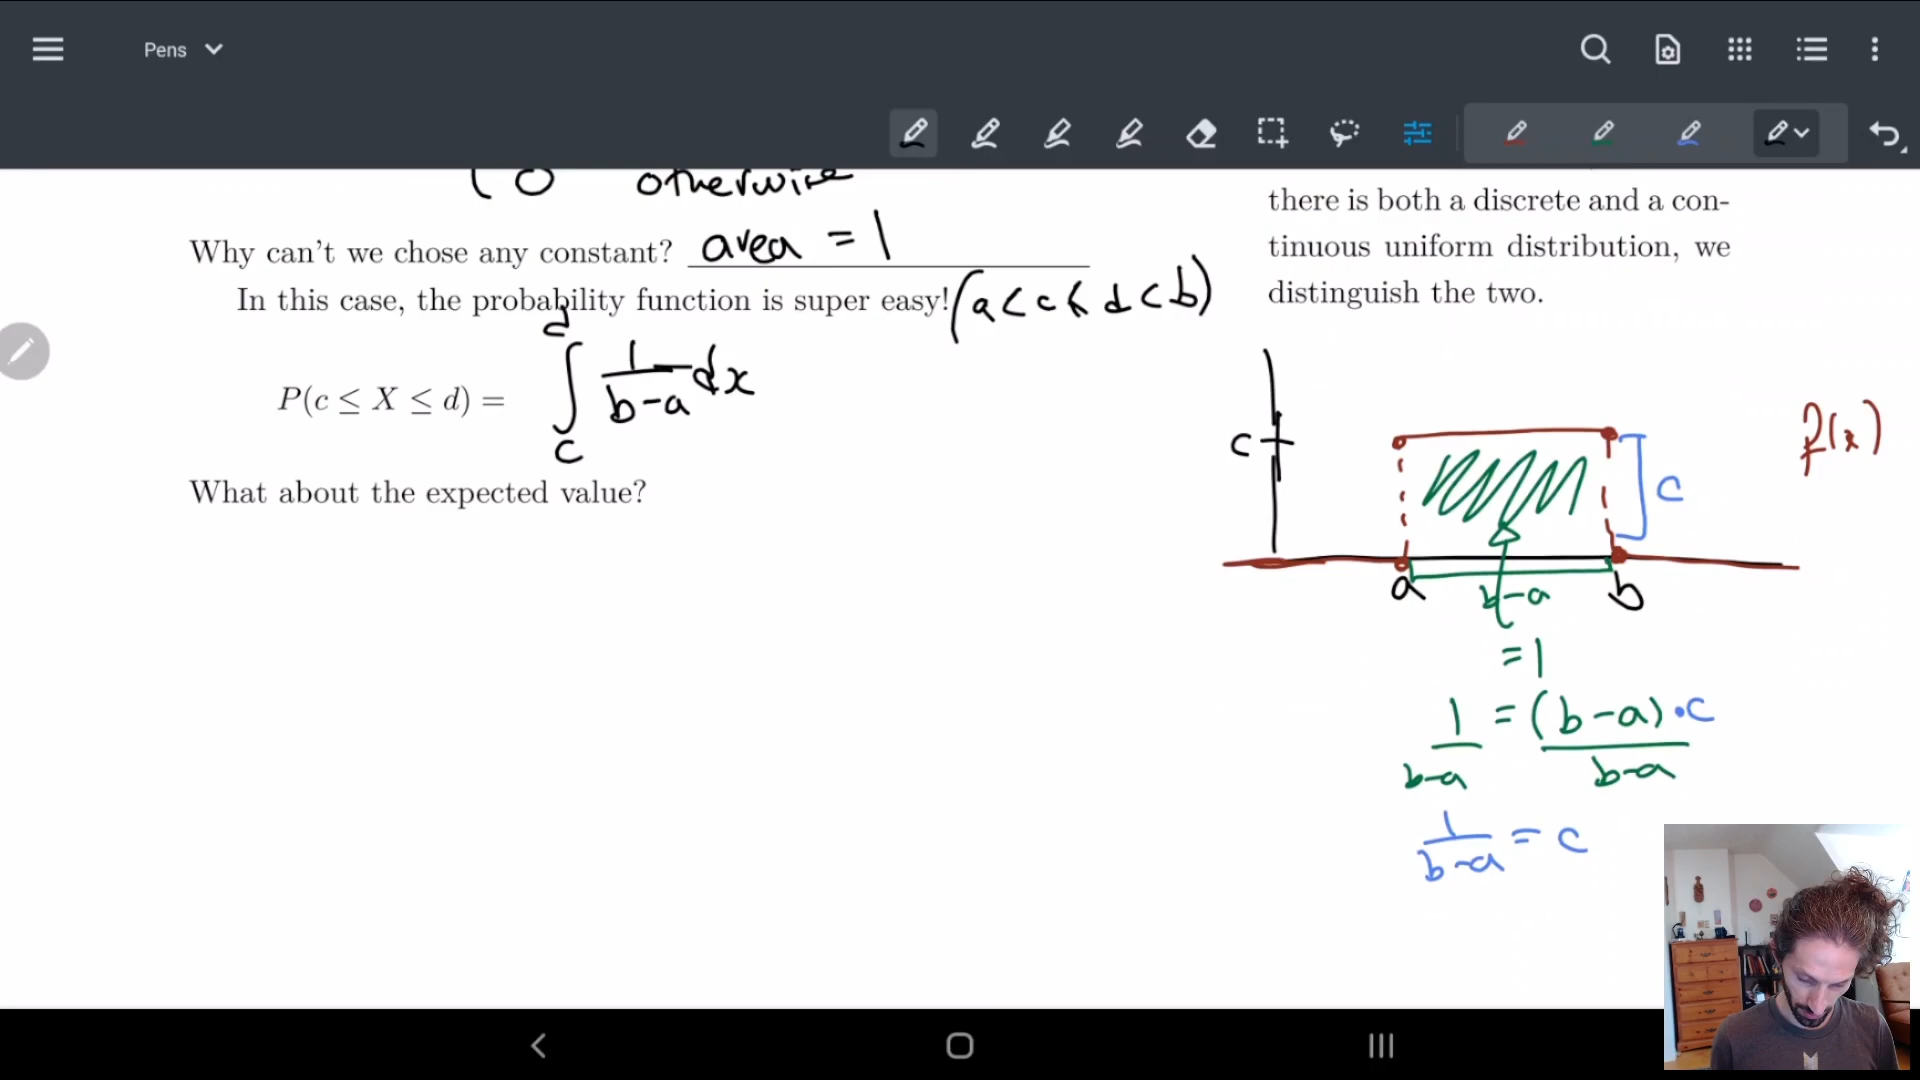 Pens
0 otherwise
Why can't we chose any constant? area = 1
In this case, the probability function is super easy! (a < c < d < b)
P(c ≤ X ≤ d) = ∫_c^d 1/(b-a) dx
What about the expected value?
there is both a discrete and a con-
tinuous uniform distribution, we
distinguish the two.
c
f(x)
c
a b-a b
= 1
1/(b-a) = (b-a)·c/(b-a)
1/(b-a) = c